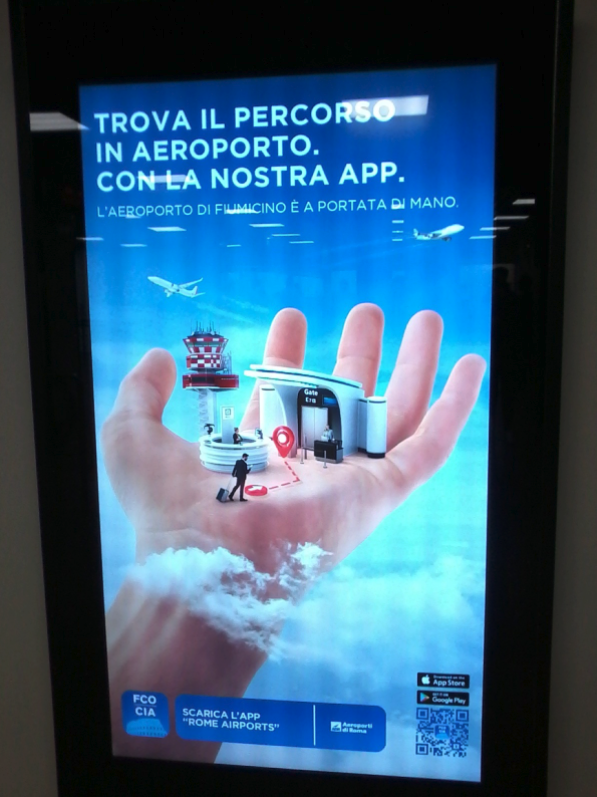 TROVA IL PERCORSO
IN AEROPORTO.
CON LA NOSTRA APP.
L'AEROPORTO DI FIUMICINO È A PORTATA DI MANO.
Gate
FCO
CIA
SCARICA L'APP
"ROME AIRPORTS"
Aeroporti
di Roma
App Store
Google Play